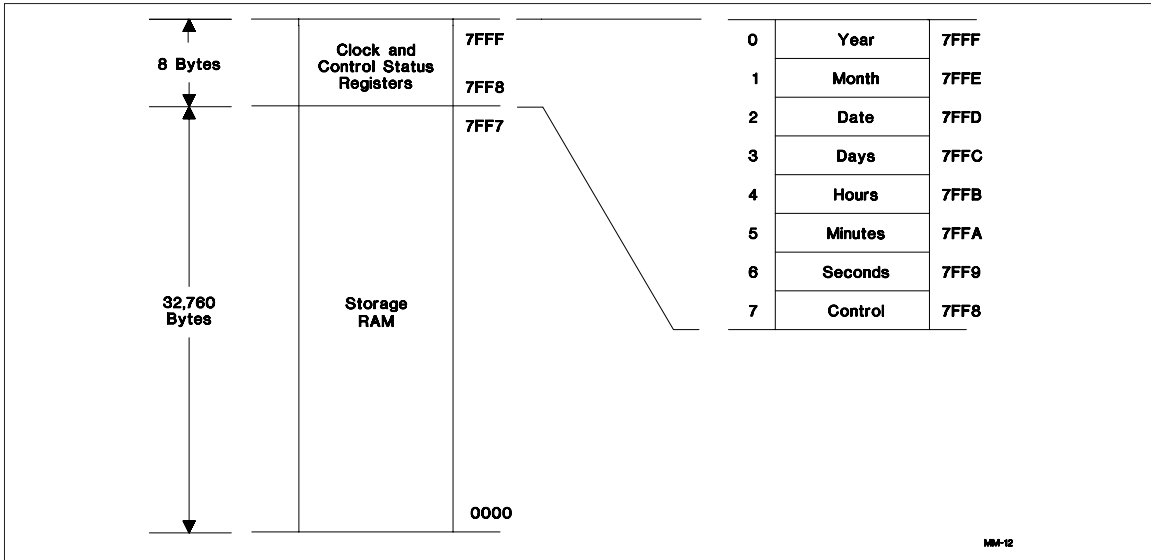 8 Bytes
Clock and
Control Status
Registers
7FFF
7FF8
7FF7
32,760
Bytes
Storage
RAM
0000
0 Year 7FFF
1 Month 7FFE
2 Date 7FFD
3 Days 7FFC
4 Hours 7FFB
5 Minutes 7FFA
6 Seconds 7FF9
7 Control 7FF8
MM-12